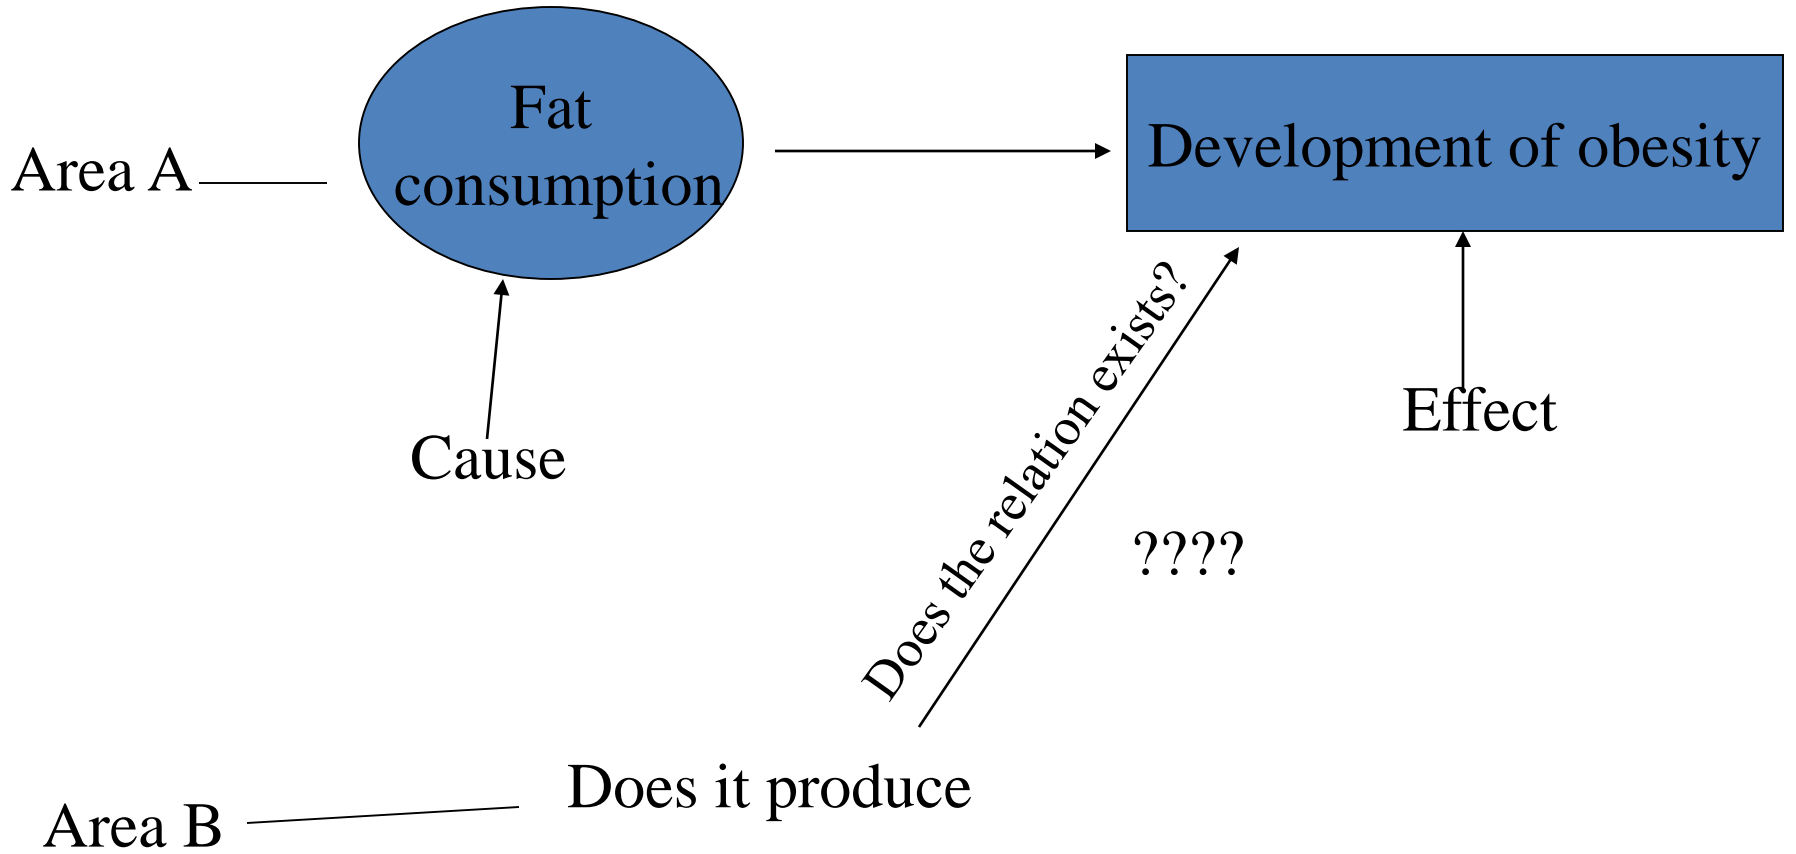 Fat
consumption
Development of obesity
Area A
Does the relation exists?
Effect
Cause
????
Does it produce
Area B